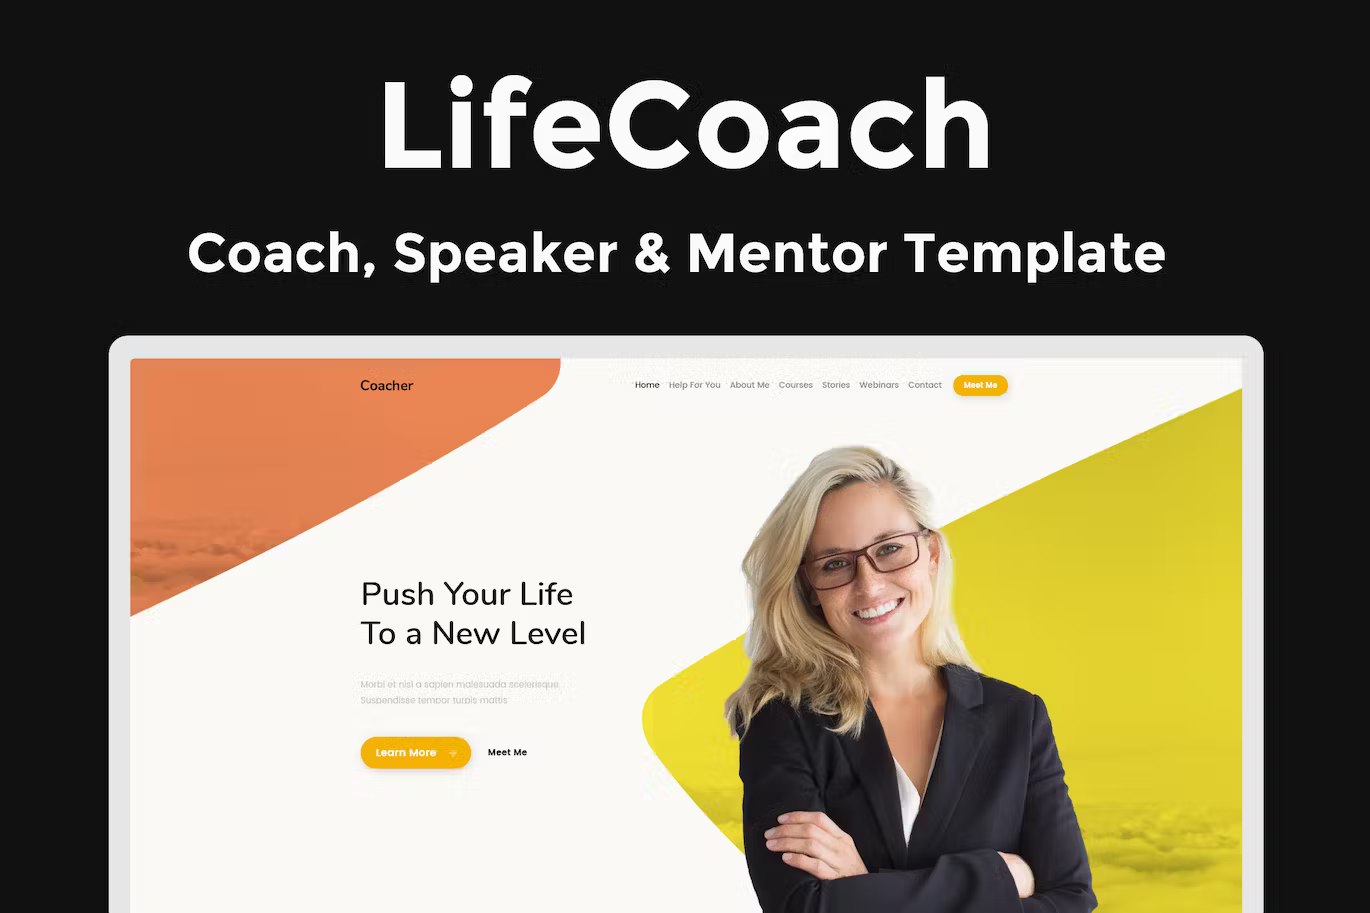 LifeCoach
Coach, Speaker & Mentor Template
Coacher
Home Help For You About Me Courses Stories Webinars Contact Meet Me
Push Your Life
To a New Level
Morbi et nisl a sapien malesuada scelerisque.
Suspendisse tempor turpis mattis
Learn More Meet Me